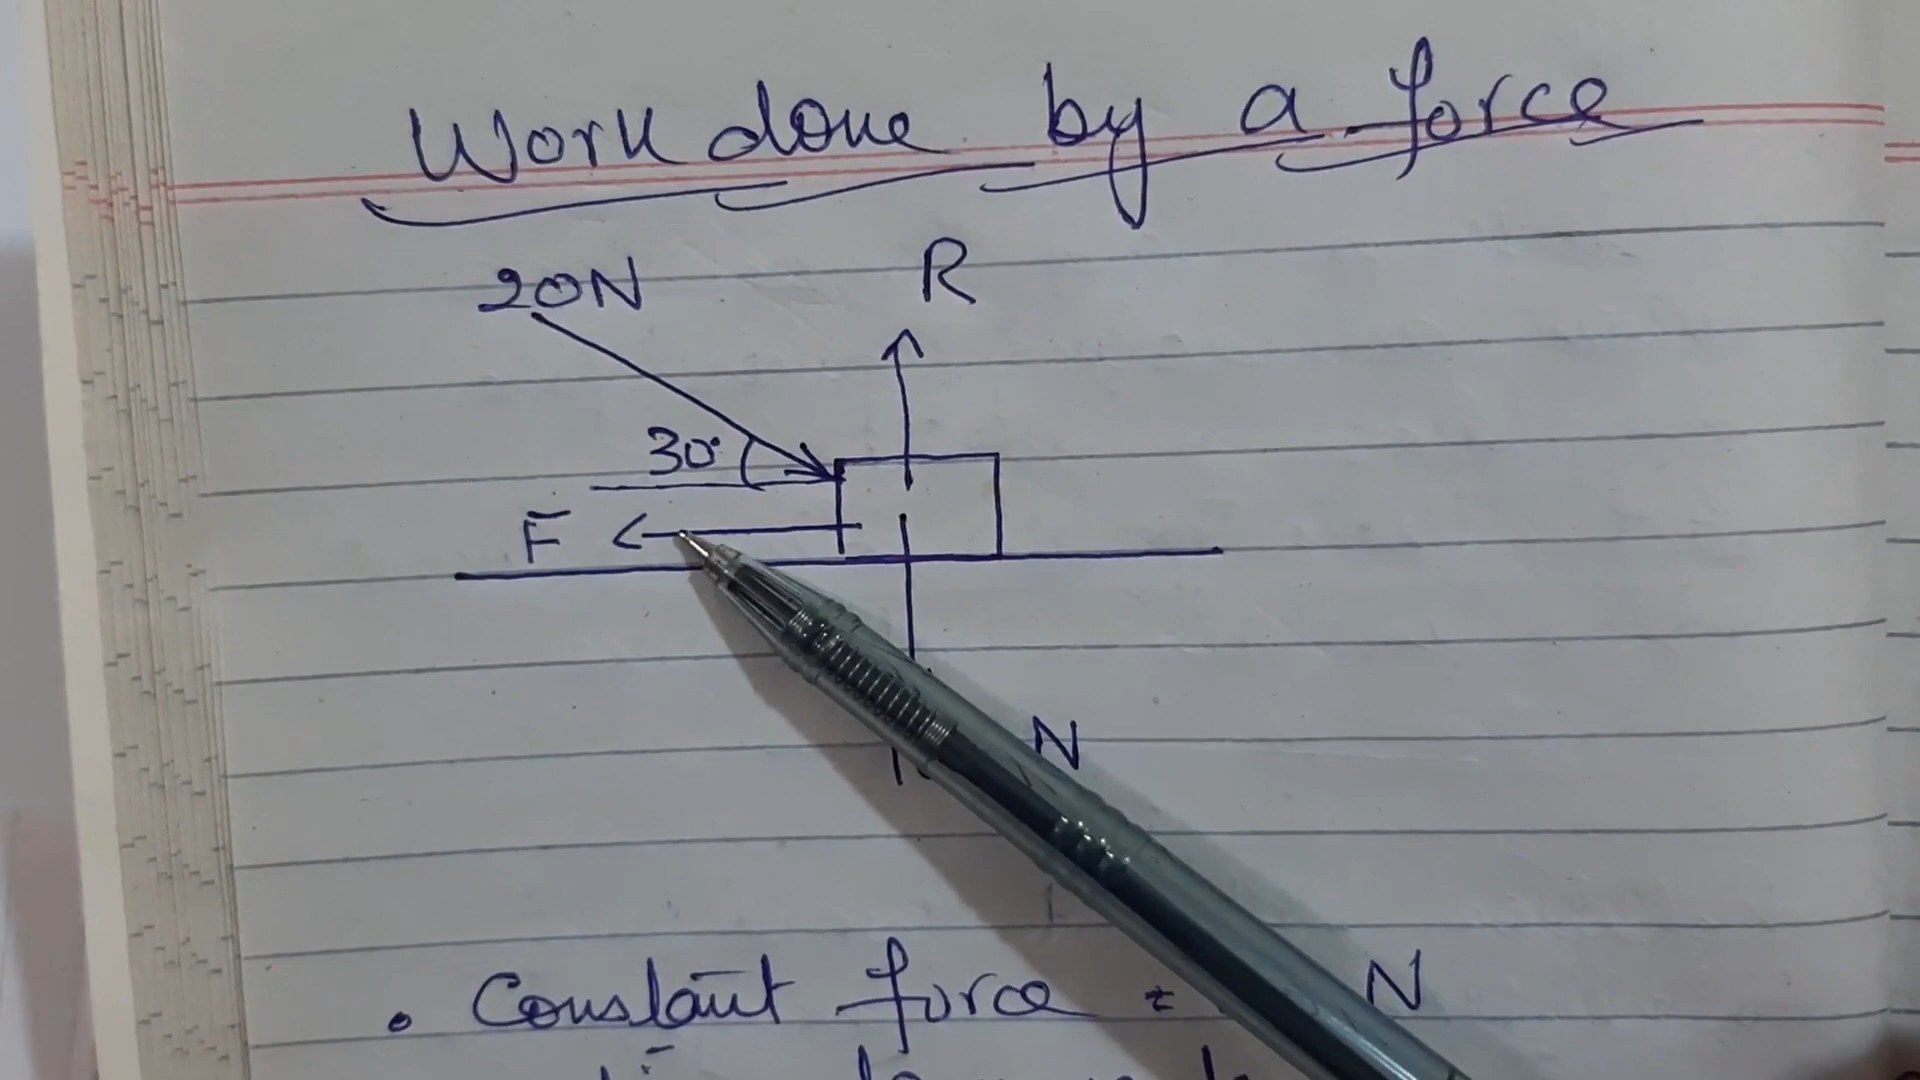 Work done by a force
20N R
30°
F
N
• Constant force = N